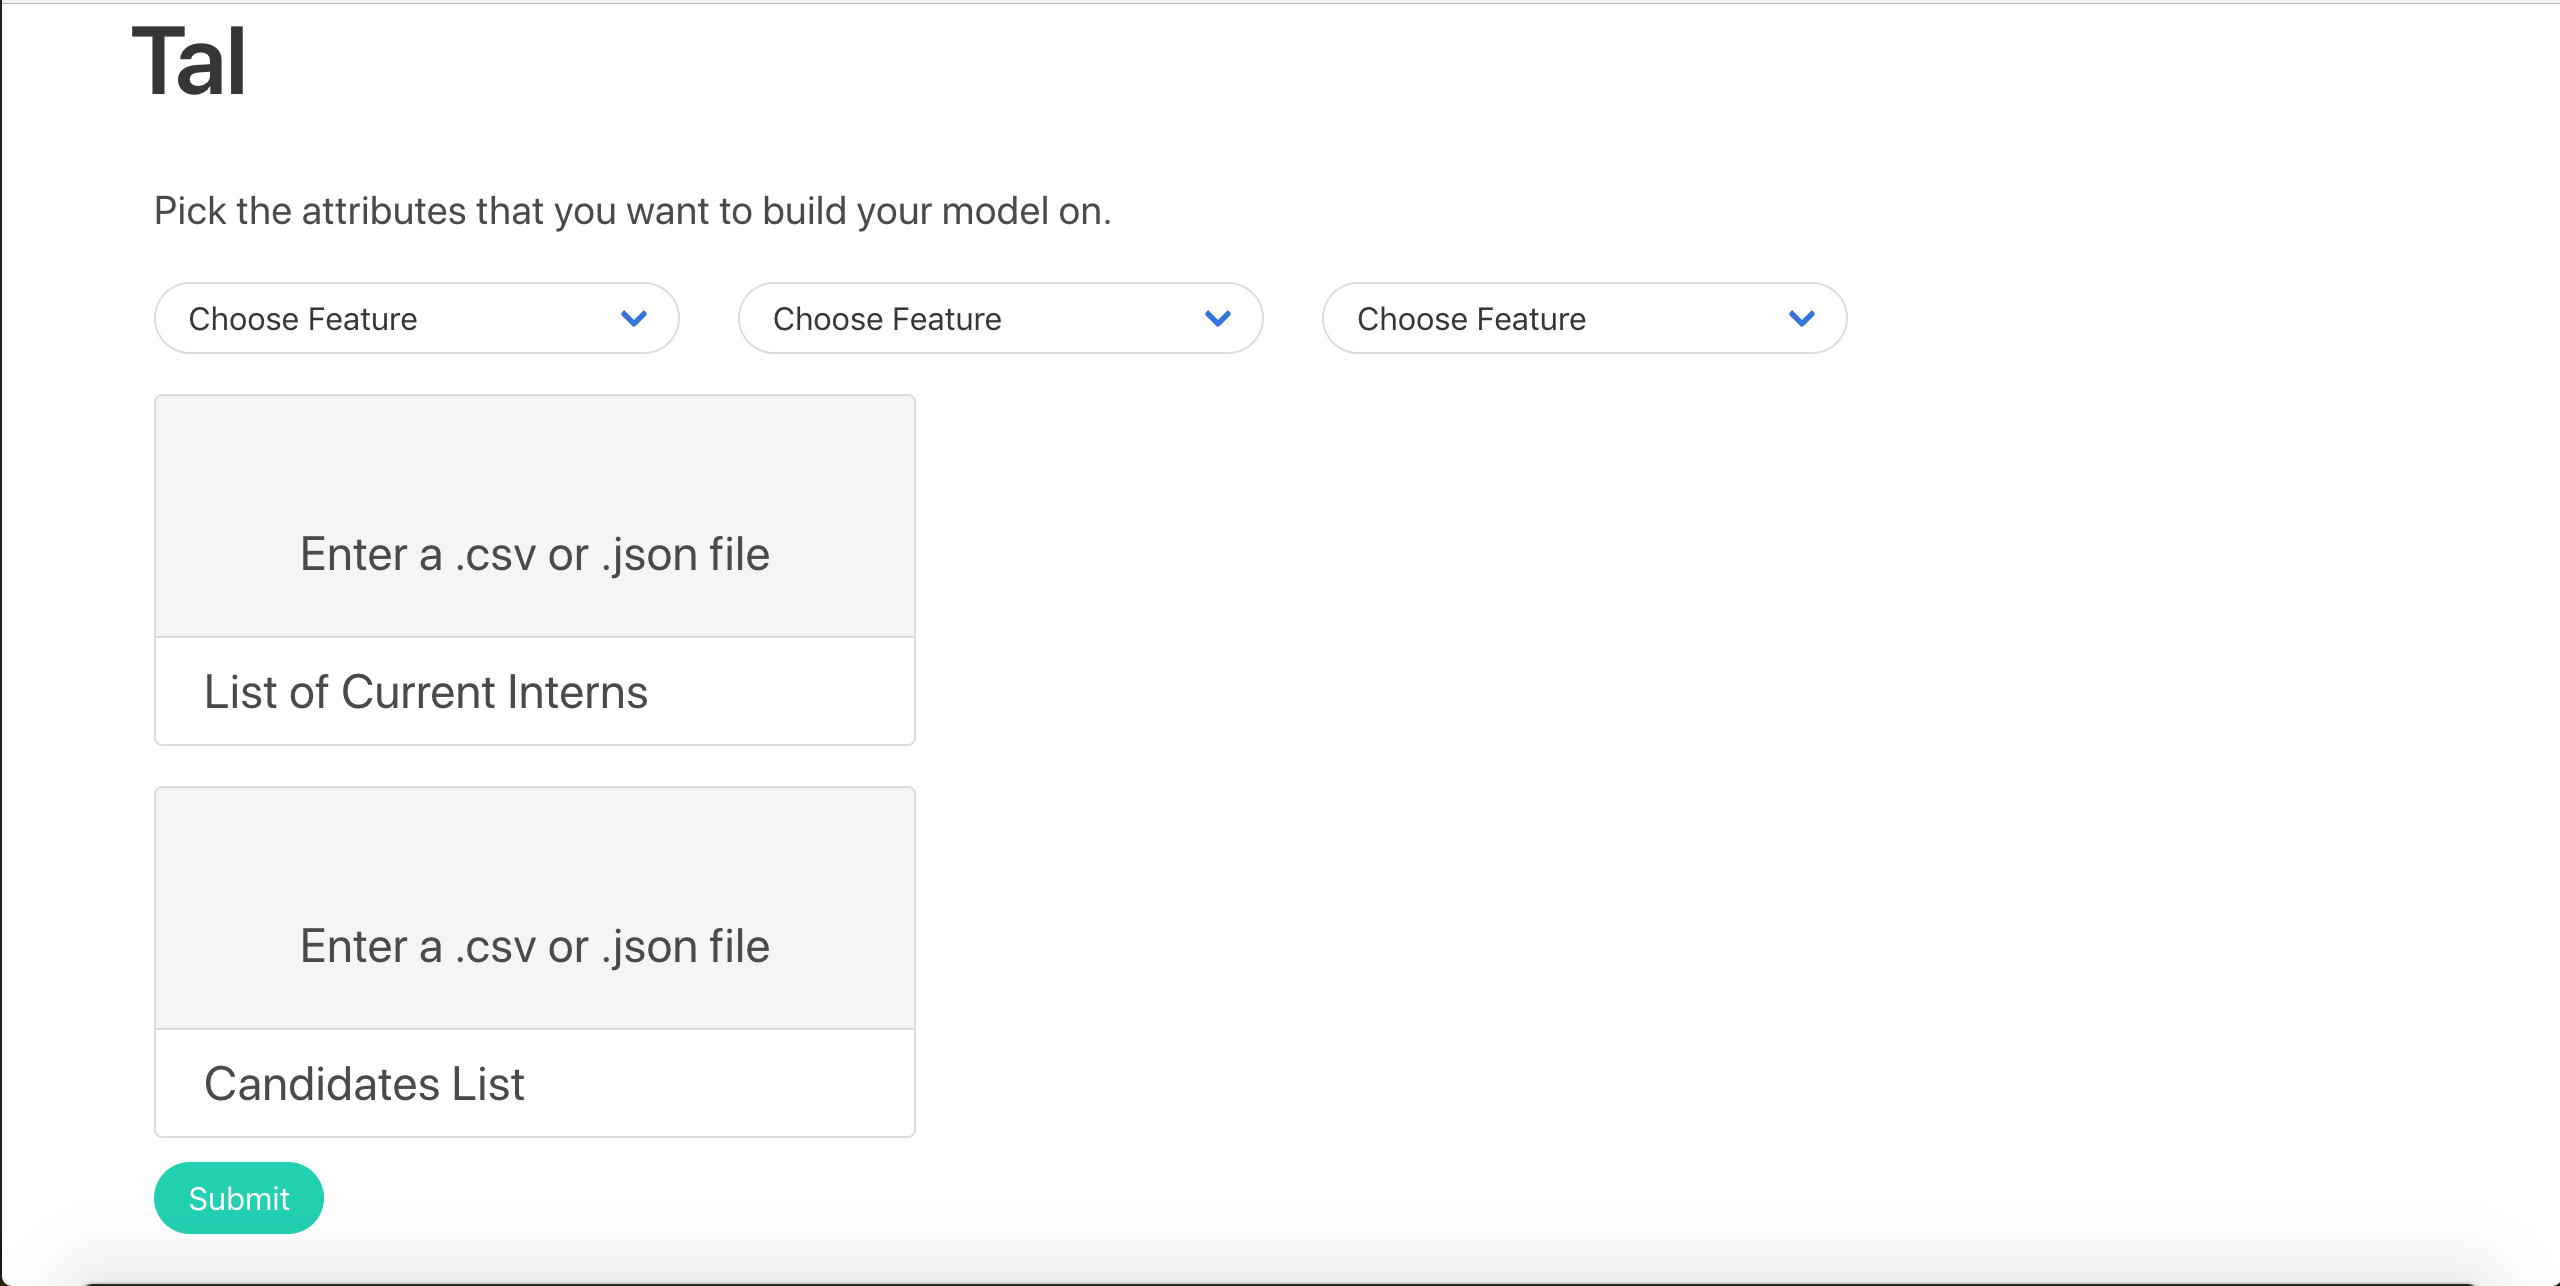 Tal
Pick the attributes that you want to build your model on.
Choose Feature
Choose Feature
Choose Feature
Enter a .csv or .json file
List of Current Interns
Enter a .csv or .json file
Candidates List
Submit